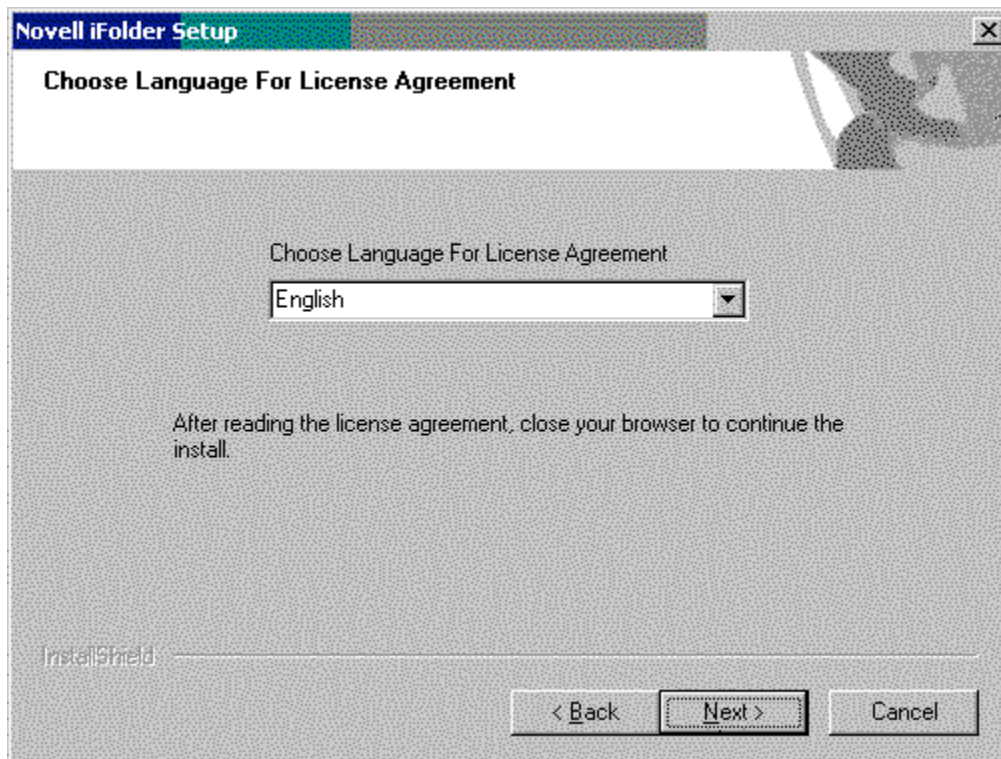 Novell iFolder Setup
Choose Language For License Agreement
Choose Language For License Agreement
English
After reading the license agreement, close your browser to continue the
install.
InstallShield
< Back
Next >
Cancel